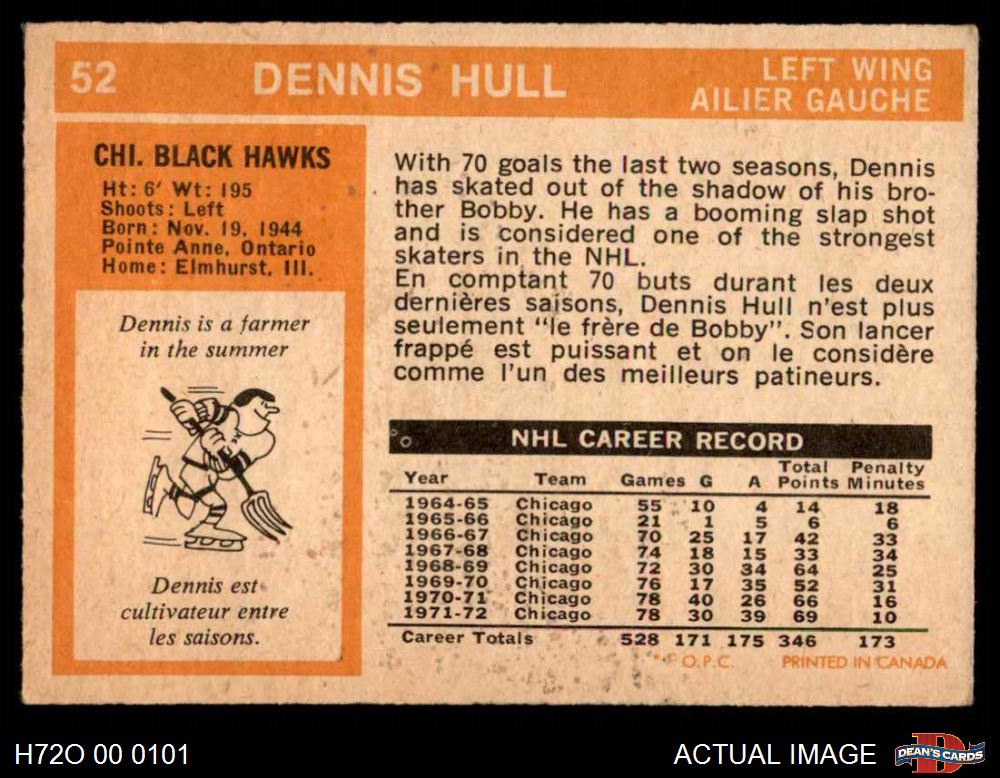 52 DENNIS HULL LEFT WING
AILIER GAUCHE
CHI. BLACK HAWKS
Ht: 6' Wt: 195
Shoots: Left
Born: Nov. 19, 1944
Pointe Anne, Ontario
Home: Elmhurst, Ill.
Dennis is a farmer
in the summer
Dennis est
cultivateur entre
les saisons.
With 70 goals the last two seasons, Dennis
has skated out of the shadow of his bro-
ther Bobby. He has a booming slap shot
and is considered one of the strongest
skaters in the NHL.
En comptant 70 buts durant les deux
dernières saisons, Dennis Hull n'est plus
seulement "le frère de Bobby". Son lancer
frappé est puissant et on le considère
comme l'un des meilleurs patineurs.
NHL CAREER RECORD
Year Team Games G A Total Points Penalty Minutes
1964-65 Chicago 55 10 4 14 18
1965-66 Chicago 21 1 5 6 6
1966-67 Chicago 70 25 17 42 33
1967-68 Chicago 74 18 15 33 34
1968-69 Chicago 72 30 34 64 25
1969-70 Chicago 76 17 35 52 31
1970-71 Chicago 78 40 26 66 16
1971-72 Chicago 78 30 39 69 10
Career Totals 528 171 175 346 173
* * O.P.C. PRINTED IN CANADA
H72O 00 0101 ACTUAL IMAGE DEAN'S CARDS